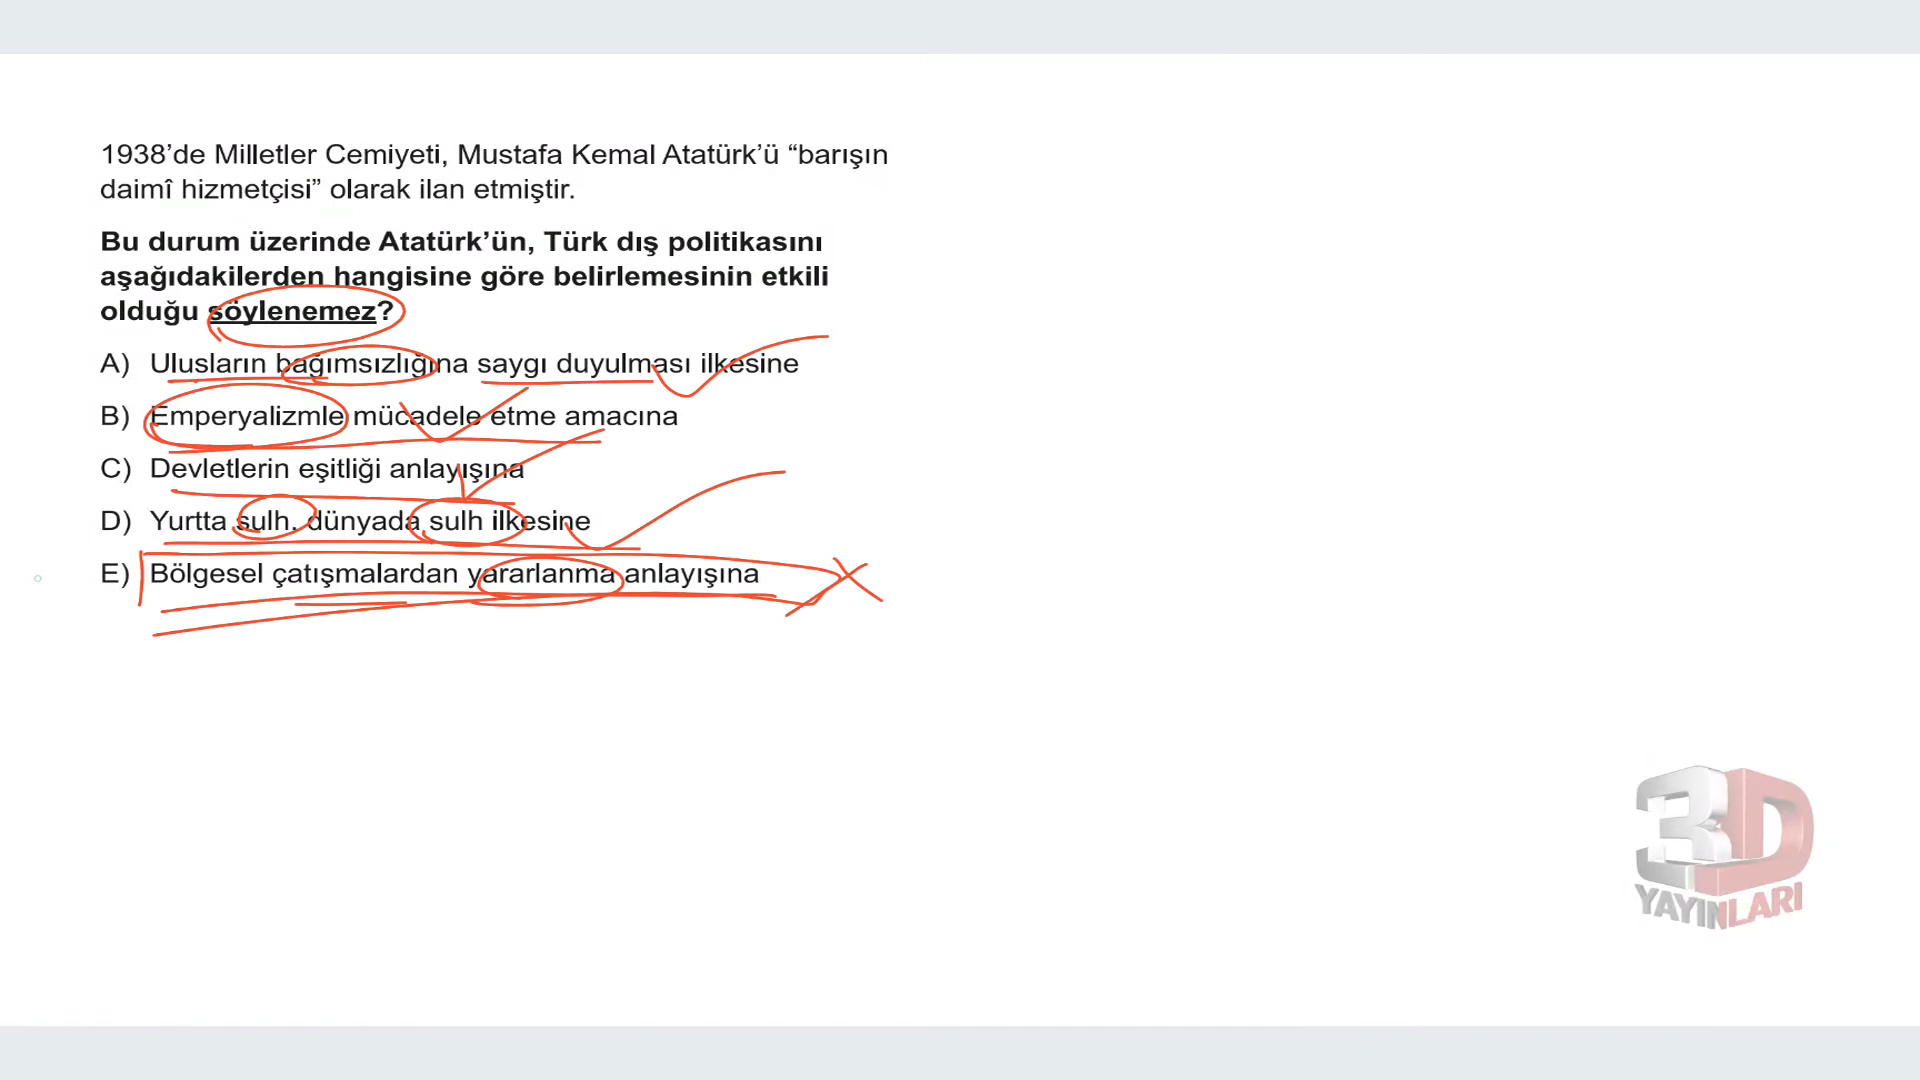 1938’de Milletler Cemiyeti, Mustafa Kemal Atatürk’ü “barışın
daimî hizmetçisi” olarak ilan etmiştir.
Bu durum üzerinde Atatürk’ün, Türk dış politikasını
aşağıdakilerden hangisine göre belirlemesinin etkili
olduğu söylenemez?
A) Ulusların bağımsızlığına saygı duyulması ilkesine
B) Emperyalizmle mücadele etme amacına
C) Devletlerin eşitliği anlayışına
D) Yurtta sulh, dünyada sulh ilkesine
E) Bölgesel çatışmalardan yararlanma anlayışına
3D
YAYINLARI